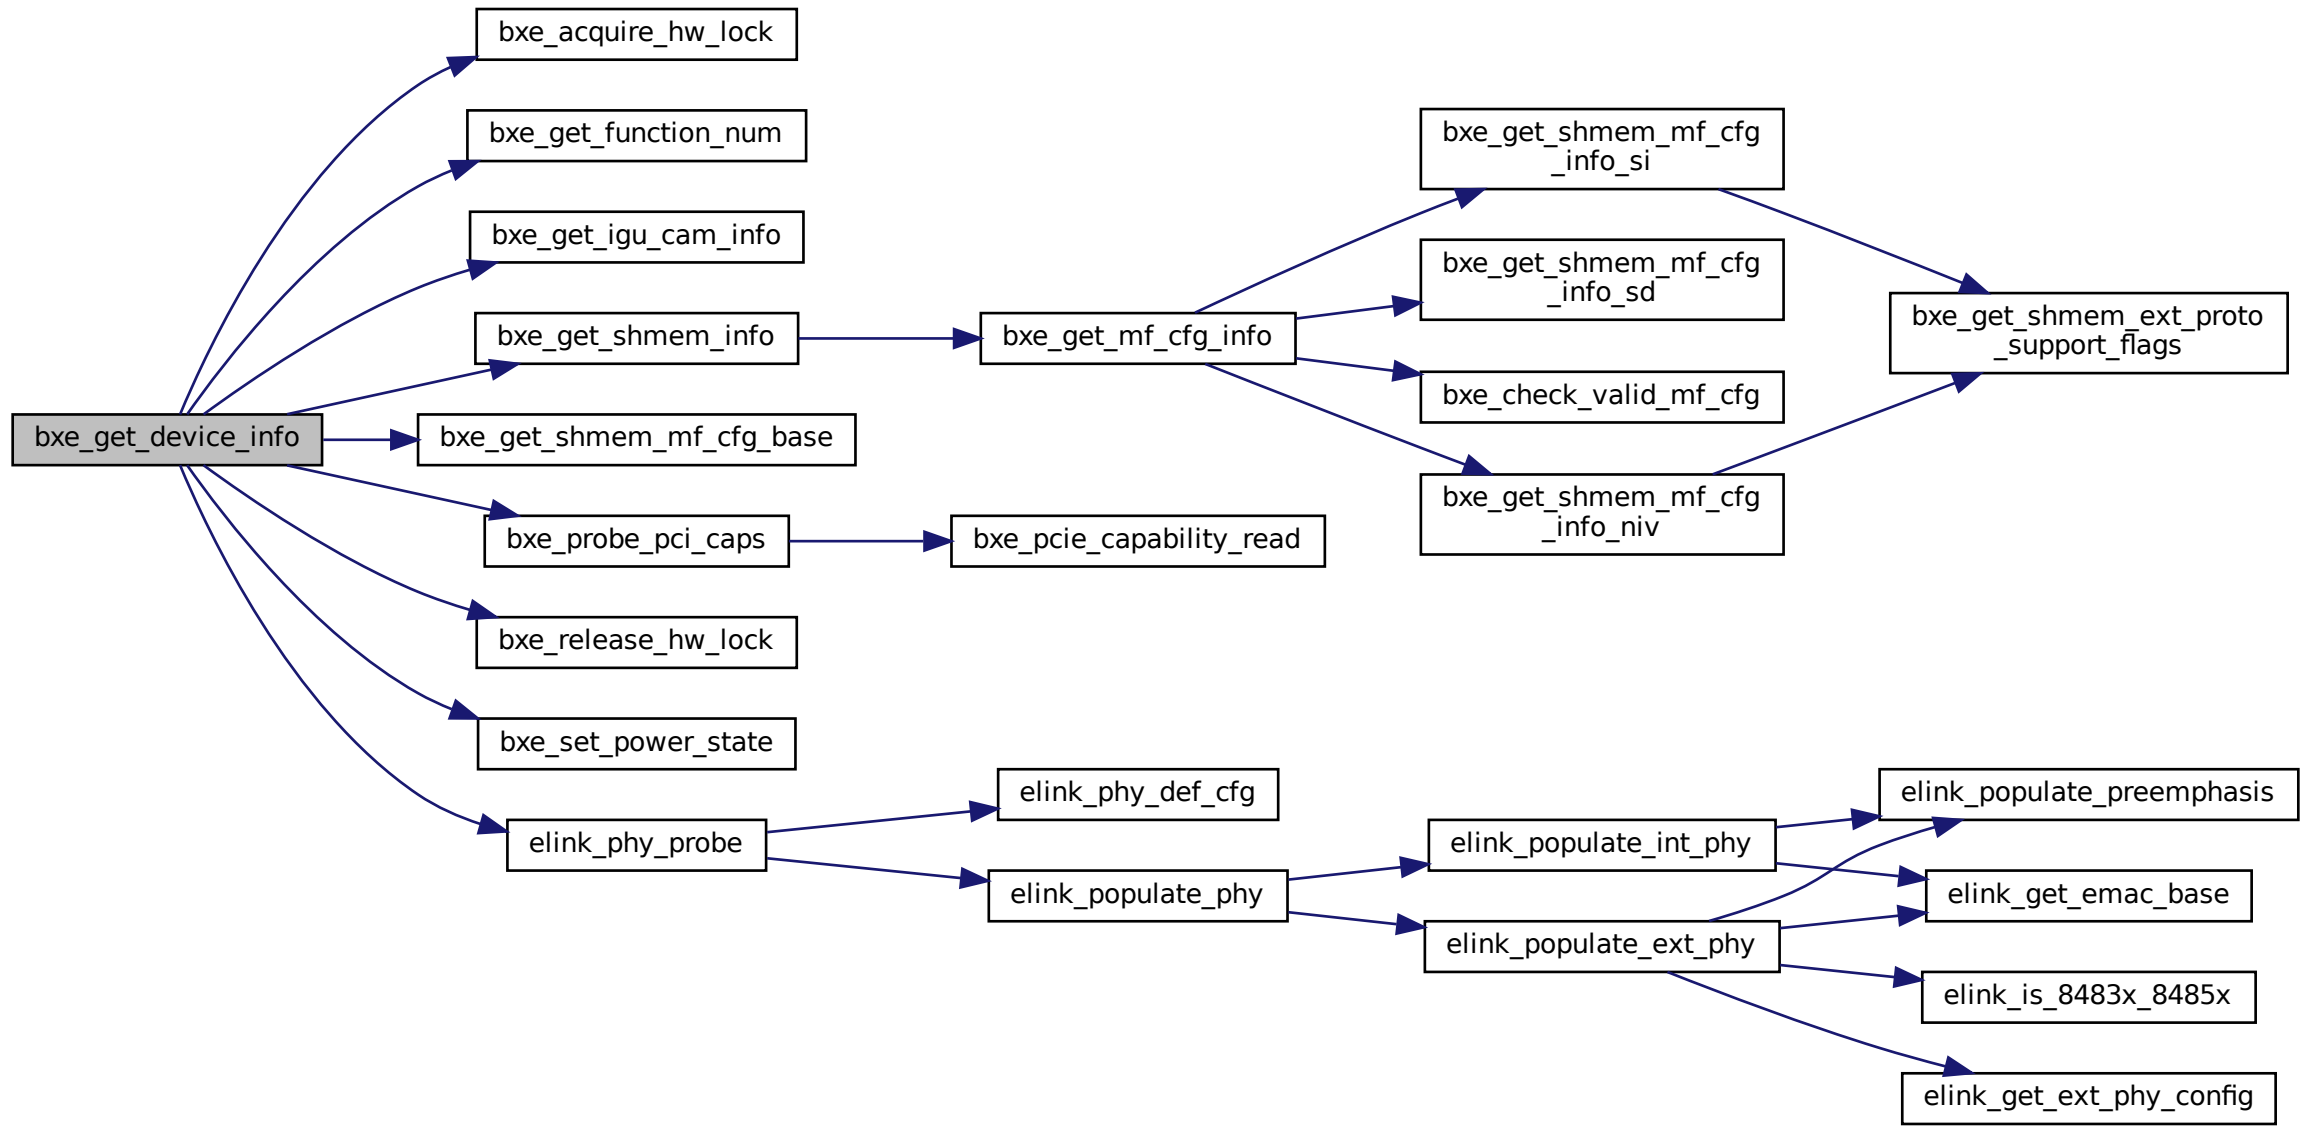 bxe_get_device_info
bxe_acquire_hw_lock
bxe_get_function_num
bxe_get_igu_cam_info
bxe_get_shmem_info
bxe_get_shmem_mf_cfg_base
bxe_probe_pci_caps
bxe_release_hw_lock
bxe_set_power_state
elink_phy_probe
bxe_get_mf_cfg_info
bxe_pcie_capability_read
elink_phy_def_cfg
elink_populate_phy
bxe_get_shmem_mf_cfg
_info_si
bxe_get_shmem_mf_cfg
_info_sd
bxe_check_valid_mf_cfg
bxe_get_shmem_mf_cfg
_info_niv
elink_populate_int_phy
elink_populate_ext_phy
bxe_get_shmem_ext_proto
_support_flags
elink_populate_preemphasis
elink_get_emac_base
elink_is_8483x_8485x
elink_get_ext_phy_config